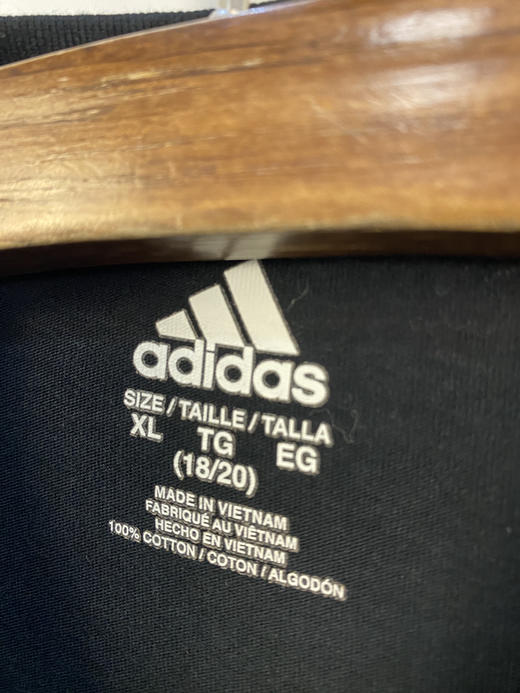 adidas
SIZE / TAILLE / TALLA
XL TG EG
(18/20)
MADE IN VIETNAM
FABRIQUÉ AU VIÊTNAM
HECHO EN VIETNAM
100% COTTON / COTON / ALGODÓN